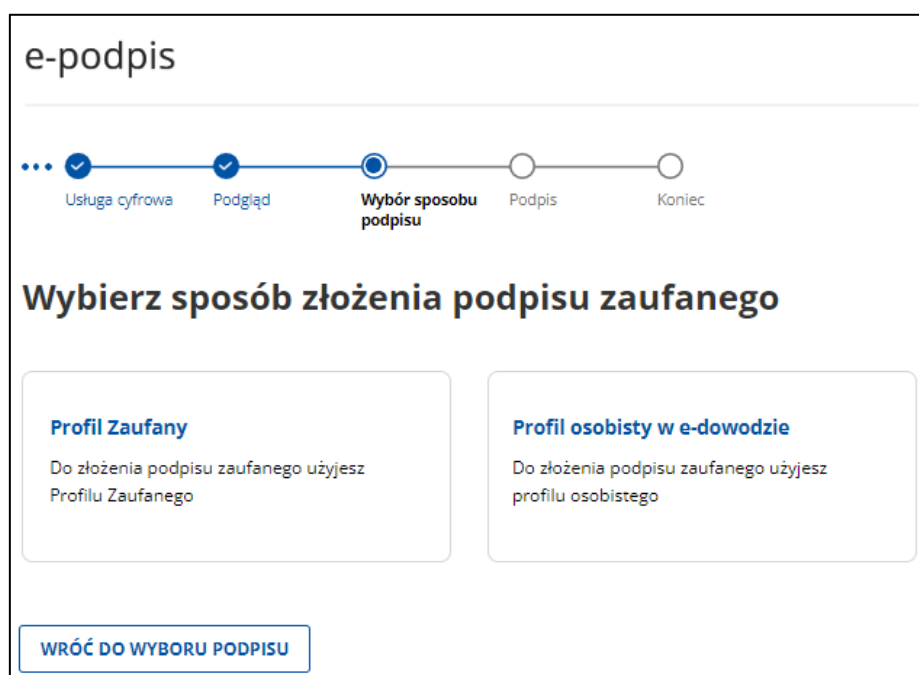 e-podpis
Usługa cyfrowa
Podgląd
Wybór sposobu
podpisu
Podpis
Koniec
Wybierz sposób złożenia podpisu zaufanego
Profil Zaufany
Do złożenia podpisu zaufanego użyjesz
Profilu Zaufanego
Profil osobisty w e-dowodzie
Do złożenia podpisu zaufanego użyjesz
profilu osobistego
WRÓĆ DO WYBORU PODPISU